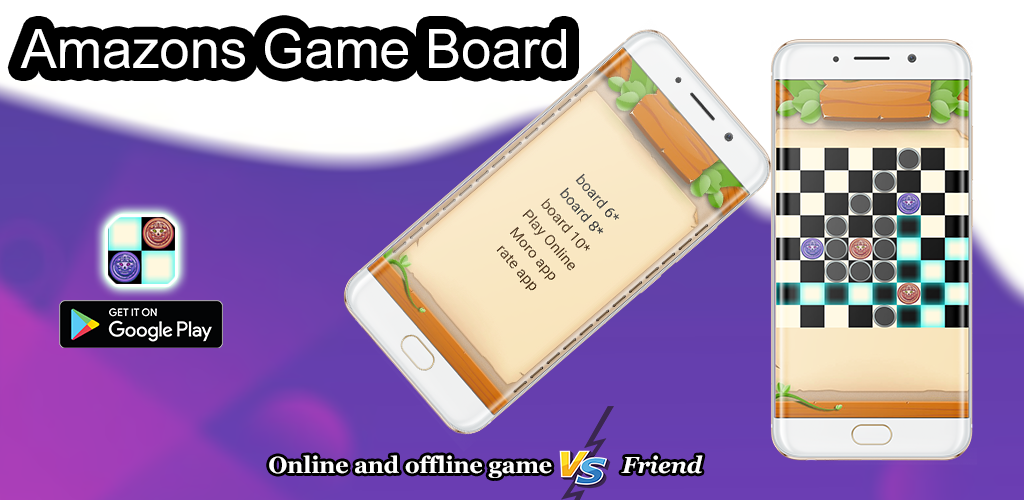 Amazons Game Board
board 6*
board 8*
board 10*
Play Online
Moro app
rate app
GET IT ON
Google Play
Online and offline game VS Friend